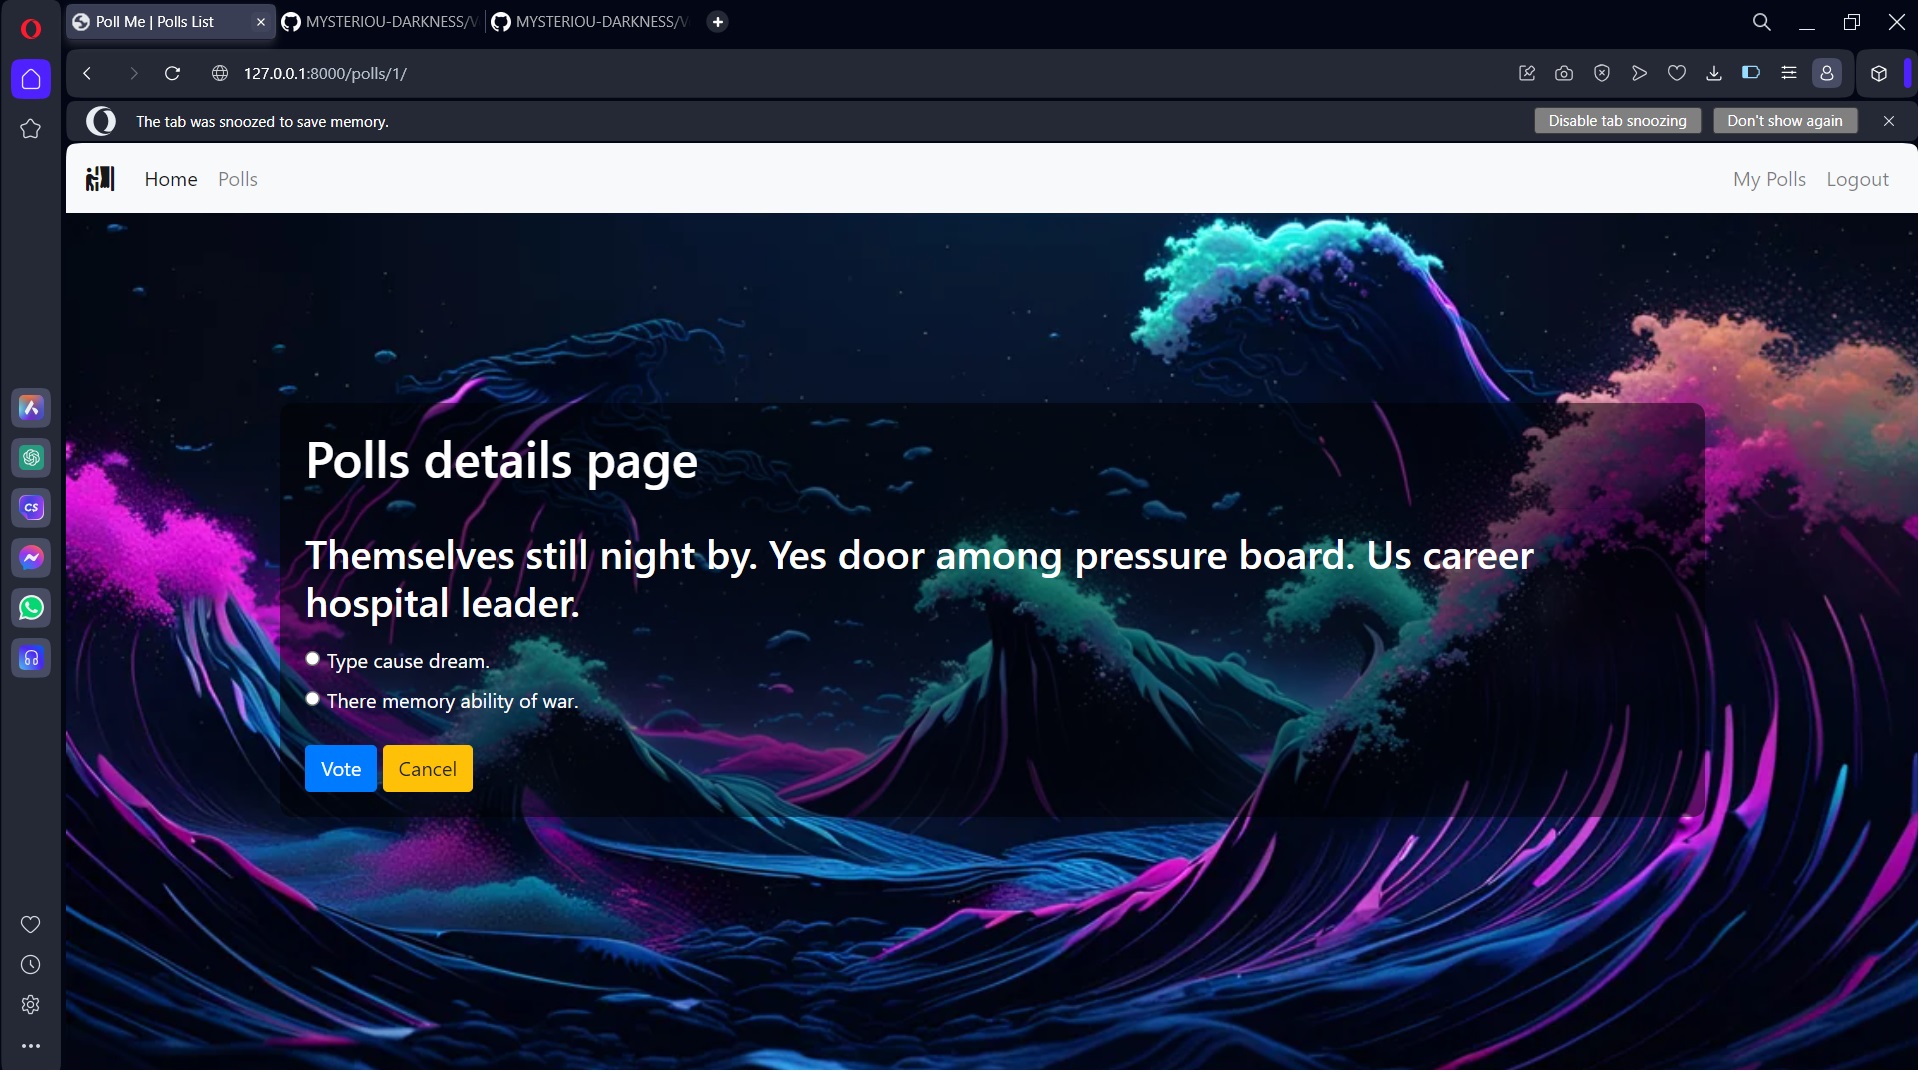 Poll Me | Polls List
MYSTERIOU-DARKNESS/
MYSTERIOU-DARKNESS/
127.0.0.1:8000/polls/1/
The tab was snoozed to save memory.
Disable tab snoozing
Don't show again
Home
Polls
My Polls
Logout
Polls details page
Themselves still night by. Yes door among pressure board. Us career
hospital leader.
Type cause dream.
There memory ability of war.
Vote
Cancel
CS